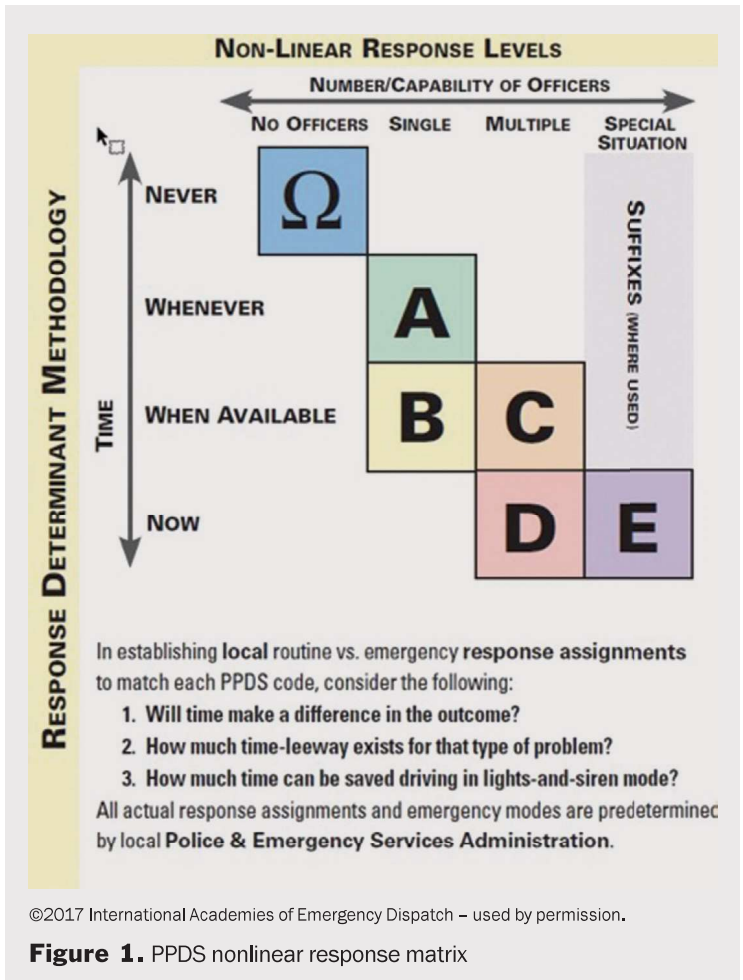 NON-LINEAR RESPONSE LEVELS
NUMBER/CAPABILITY OF OFFICERS
NO OFFICERS SINGLE MULTIPLE SPECIAL SITUATION
RESPONSE DETERMINANT METHODOLOGY
TIME
NEVER
Ω
WHENEVER
A
WHEN AVAILABLE
B C
NOW
D E
SUFFIXES (WHERE USED)
In establishing local routine vs. emergency response assignments
to match each PPDS code, consider the following:
1. Will time make a difference in the outcome?
2. How much time-leeway exists for that type of problem?
3. How much time can be saved driving in lights-and-siren mode?
All actual response assignments and emergency modes are predetermined
by local Police & Emergency Services Administration.
©2017 International Academies of Emergency Dispatch – used by permission.
Figure 1. PPDS nonlinear response matrix